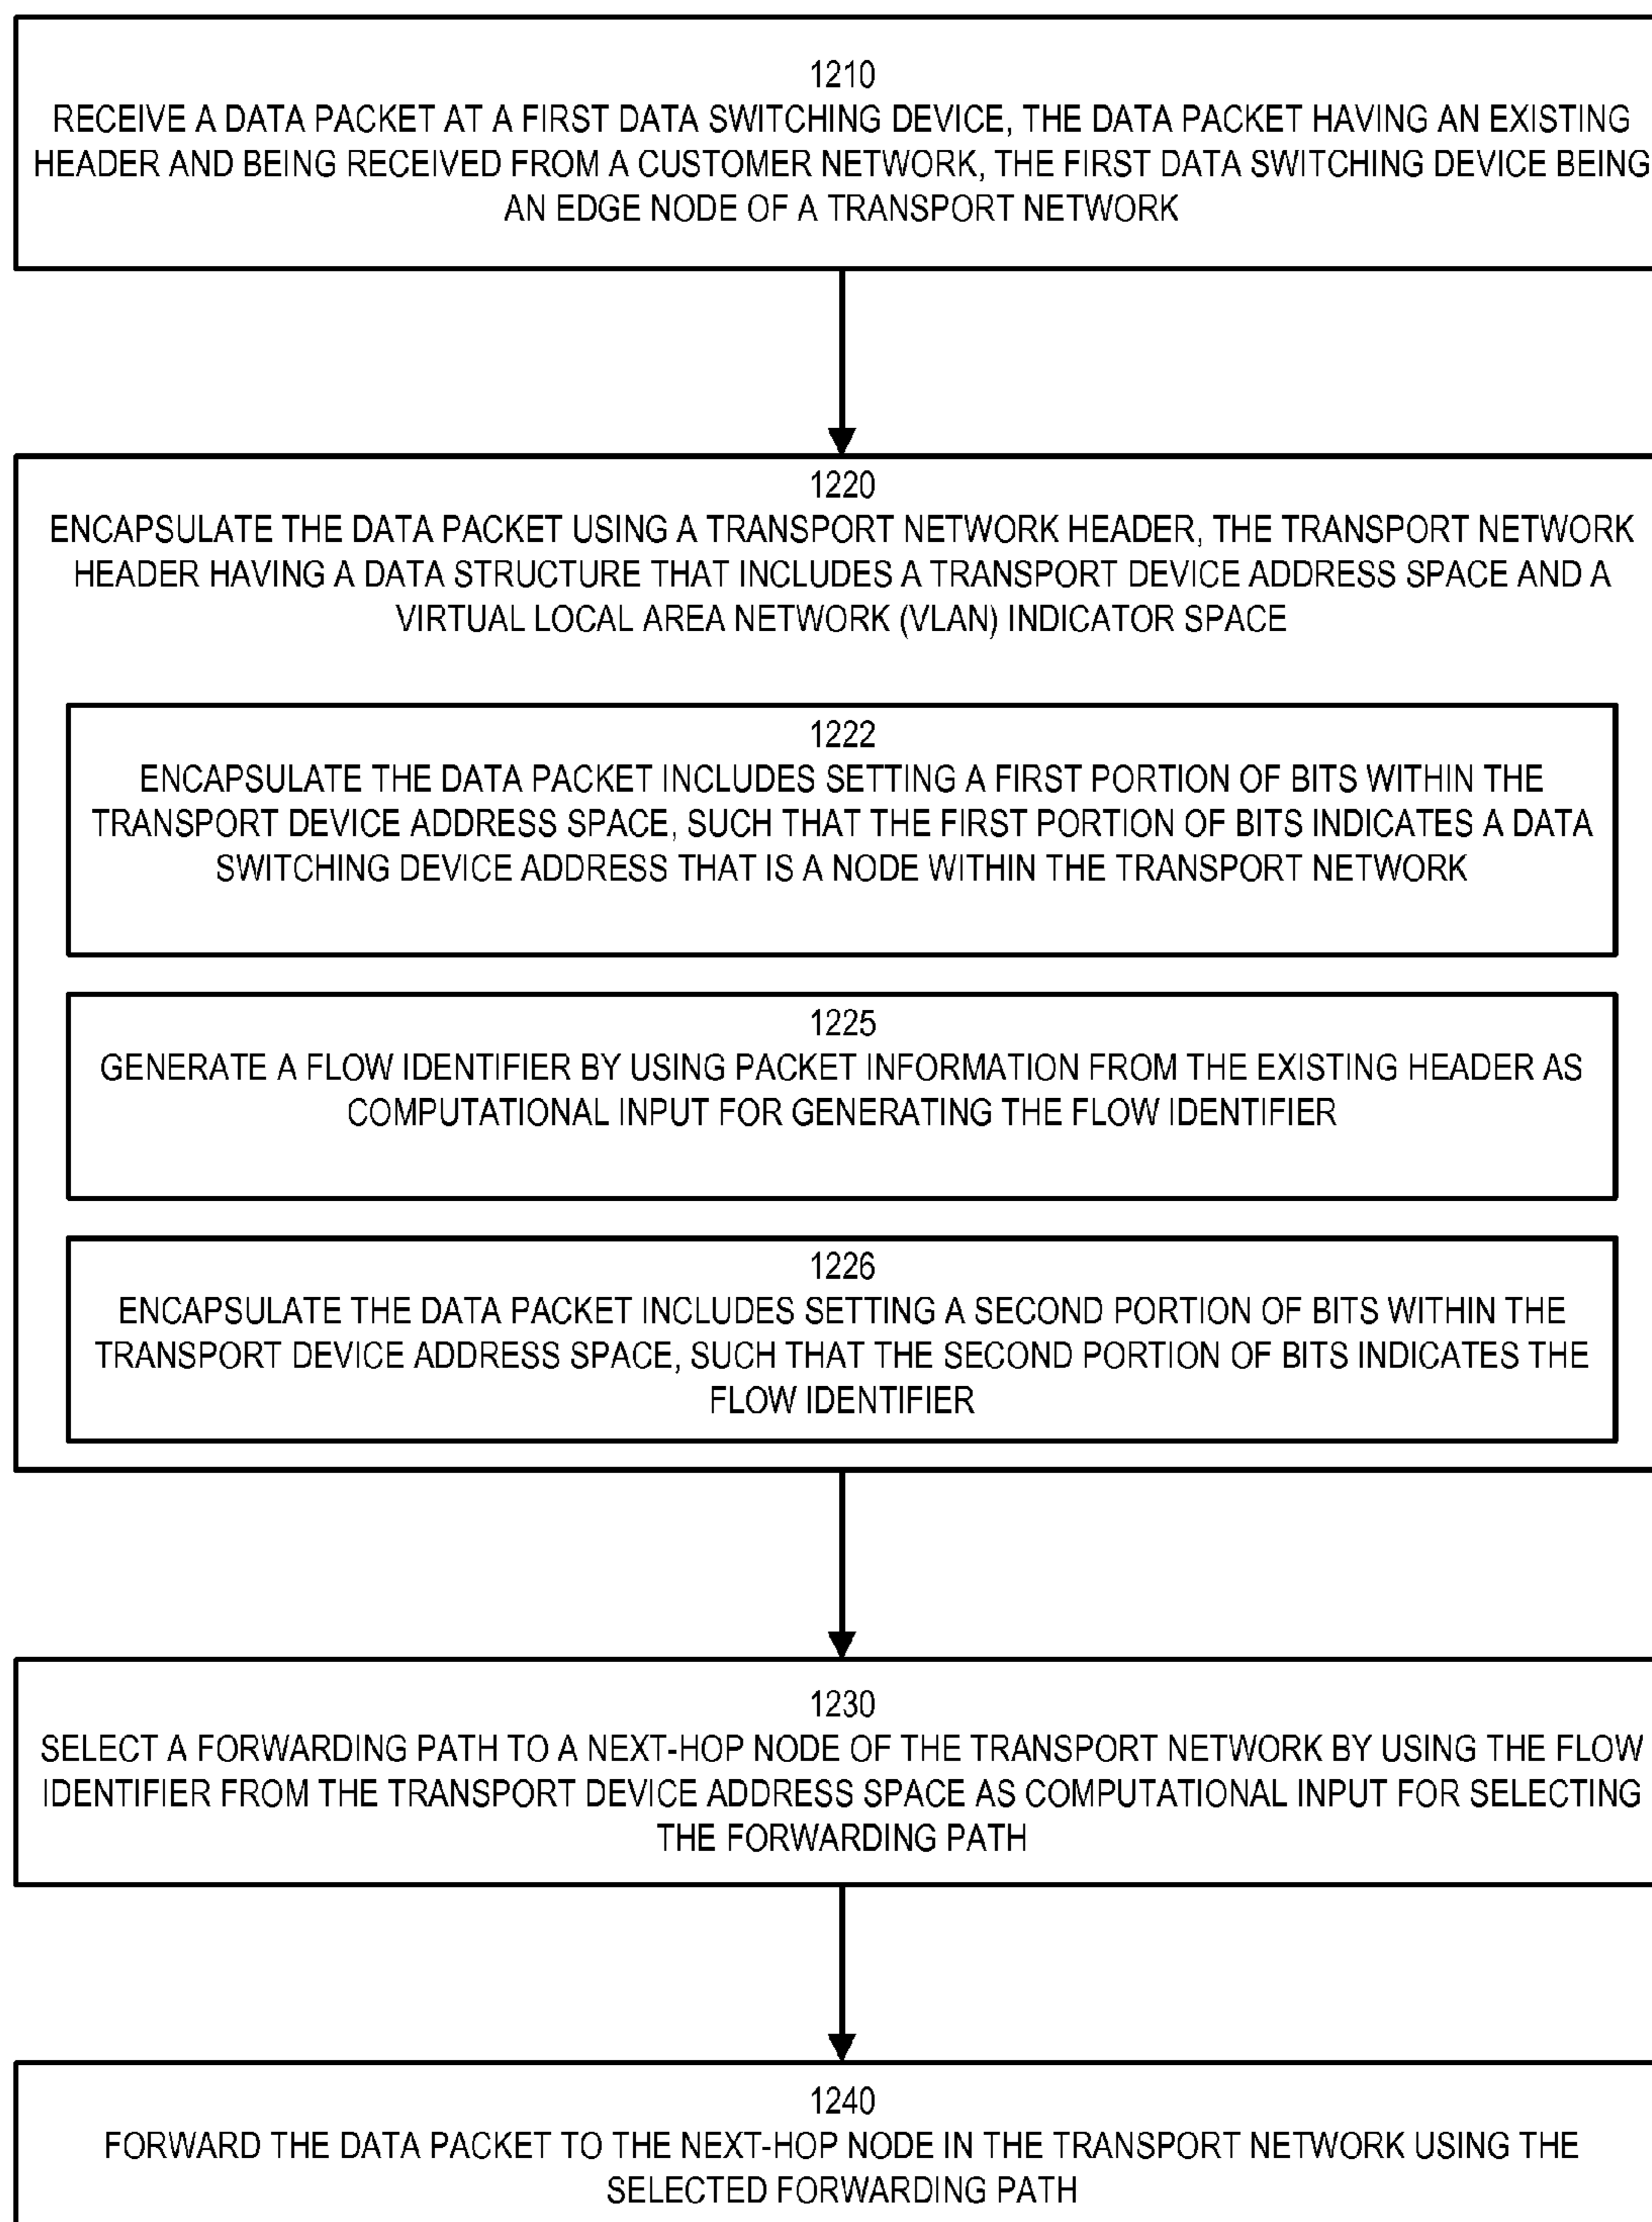 1210
RECEIVE A DATA PACKET AT A FIRST DATA SWITCHING DEVICE, THE DATA PACKET HAVING AN EXISTING
HEADER AND BEING RECEIVED FROM A CUSTOMER NETWORK, THE FIRST DATA SWITCHING DEVICE BEING
AN EDGE NODE OF A TRANSPORT NETWORK
1220
ENCAPSULATE THE DATA PACKET USING A TRANSPORT NETWORK HEADER, THE TRANSPORT NETWORK
HEADER HAVING A DATA STRUCTURE THAT INCLUDES A TRANSPORT DEVICE ADDRESS SPACE AND A
VIRTUAL LOCAL AREA NETWORK (VLAN) INDICATOR SPACE
1222
ENCAPSULATE THE DATA PACKET INCLUDES SETTING A FIRST PORTION OF BITS WITHIN THE
TRANSPORT DEVICE ADDRESS SPACE, SUCH THAT THE FIRST PORTION OF BITS INDICATES A DATA
SWITCHING DEVICE ADDRESS THAT IS A NODE WITHIN THE TRANSPORT NETWORK
1225
GENERATE A FLOW IDENTIFIER BY USING PACKET INFORMATION FROM THE EXISTING HEADER AS
COMPUTATIONAL INPUT FOR GENERATING THE FLOW IDENTIFIER
1226
ENCAPSULATE THE DATA PACKET INCLUDES SETTING A SECOND PORTION OF BITS WITHIN THE
TRANSPORT DEVICE ADDRESS SPACE, SUCH THAT THE SECOND PORTION OF BITS INDICATES THE
FLOW IDENTIFIER
1230
SELECT A FORWARDING PATH TO A NEXT-HOP NODE OF THE TRANSPORT NETWORK BY USING THE FLOW
IDENTIFIER FROM THE TRANSPORT DEVICE ADDRESS SPACE AS COMPUTATIONAL INPUT FOR SELECTING
THE FORWARDING PATH
1240
FORWARD THE DATA PACKET TO THE NEXT-HOP NODE IN THE TRANSPORT NETWORK USING THE
SELECTED FORWARDING PATH